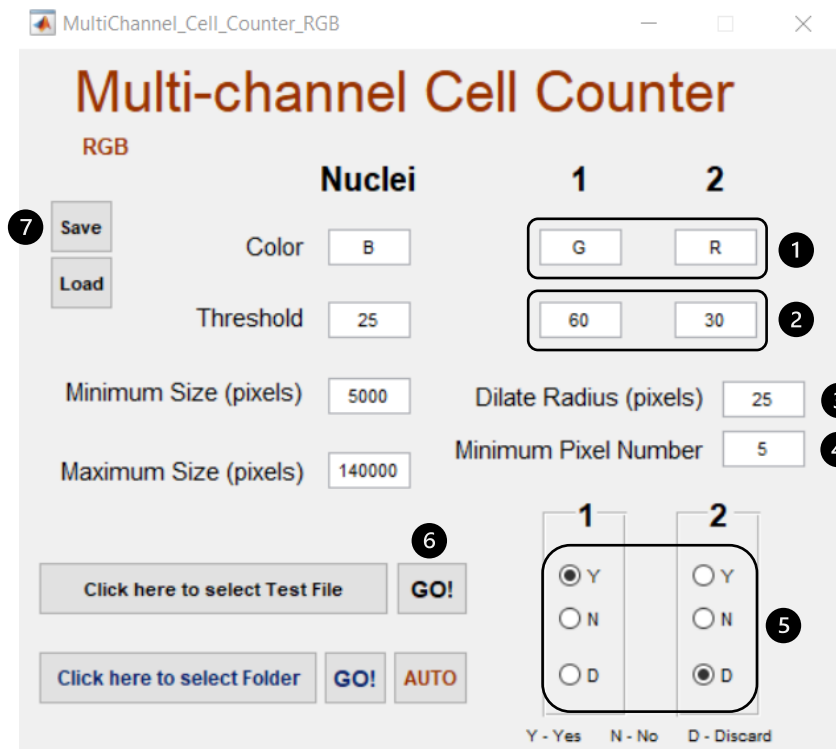 MultiChannel_Cell_Counter_RGB
Multi-channel Cell Counter
RGB
Nuclei 1 2
7 Save
Color B G R 1
Load
Threshold 25 60 30 2
Minimum Size (pixels) 5000 Dilate Radius (pixels) 25 3
Minimum Pixel Number 5 4
Maximum Size (pixels) 140000
1 2
6
Click here to select Test File GO! Y Y
N N 5
Click here to select Folder GO! AUTO D D
Y - Yes N - No D - Discard